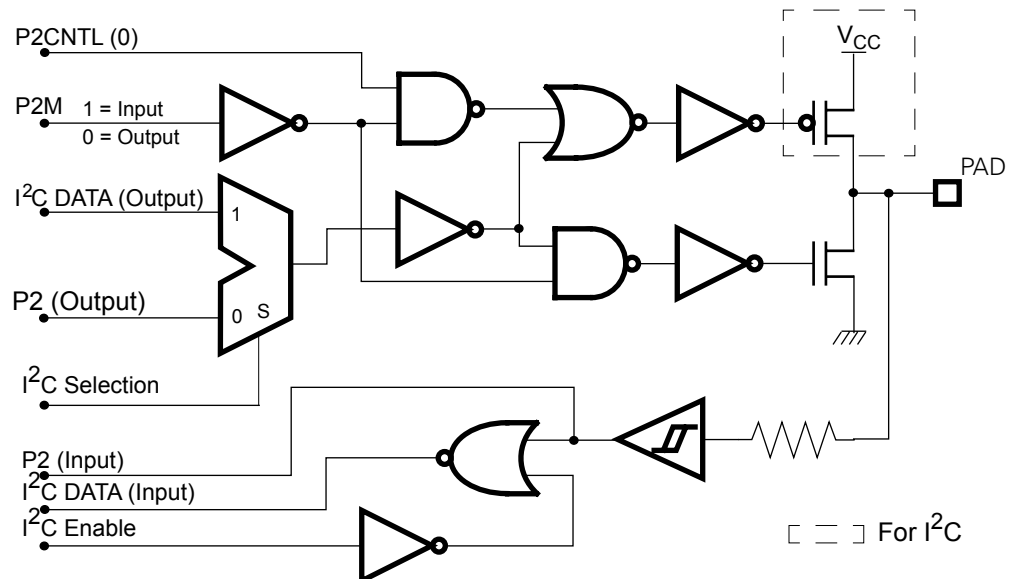 P2CNTL (0)
V_CC
P2M 1 = Input
0 = Output
PAD
I²C DATA (Output)
1
P2 (Output)
0 S
I²C Selection
P2 (Input)
I²C DATA (Input)
I²C Enable
For I²C